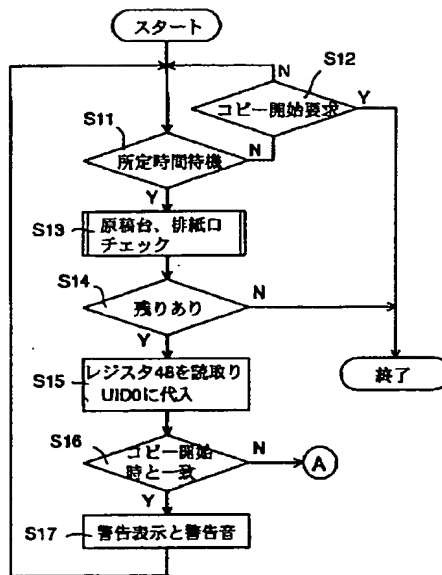 スタート
S12
N
コピー開始要求
Y
S11
所定時間待機
N
Y
S13
原稿台、排紙口
チェック
S14
残りあり
N
Y
S15
レジスタ48を読取り
UID0に代入
終了
S16
コピー開始
時と一致
N
A
Y
S17
警告表示と警告音